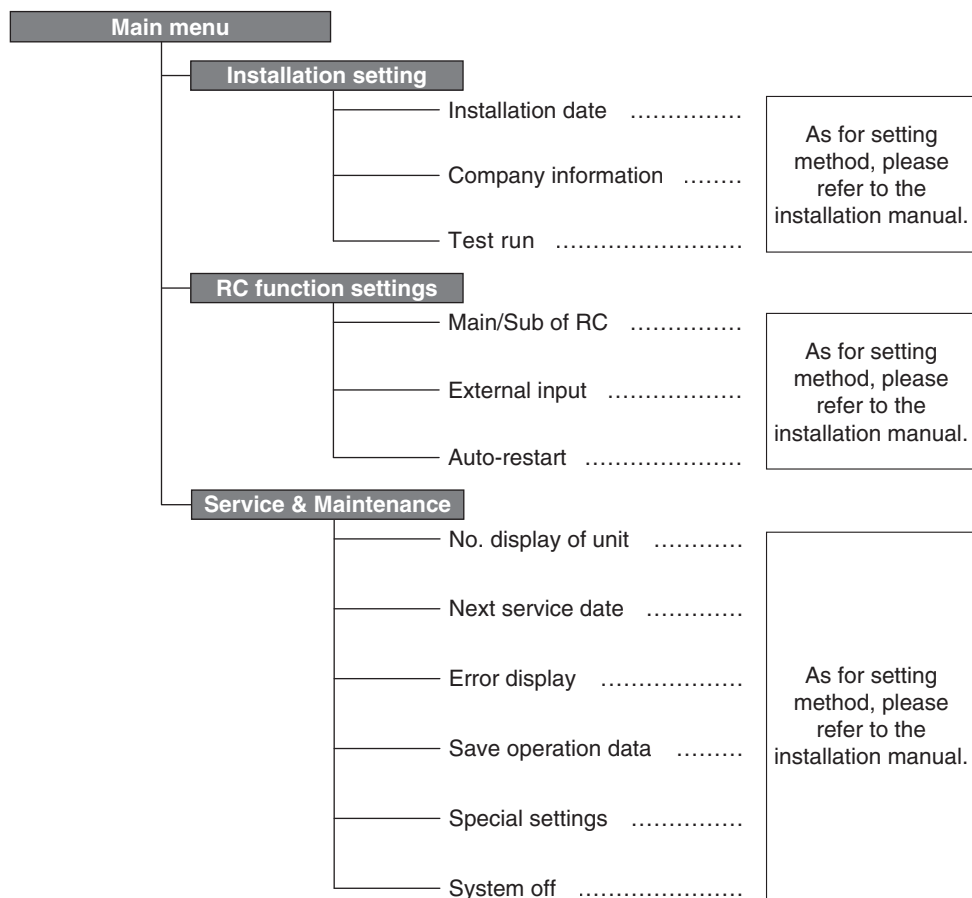 Main menu
Installation setting
Installation date ...............
Company information ........
Test run .........................
As for setting
method, please
refer to the
installation manual.
RC function settings
Main/Sub of RC ...............
External input ..................
Auto-restart .....................
As for setting
method, please
refer to the
installation manual.
Service & Maintenance
No. display of unit ............
Next service date .............
Error display ...................
Save operation data .........
Special settings ...............
System off ......................
As for setting
method, please
refer to the
installation manual.